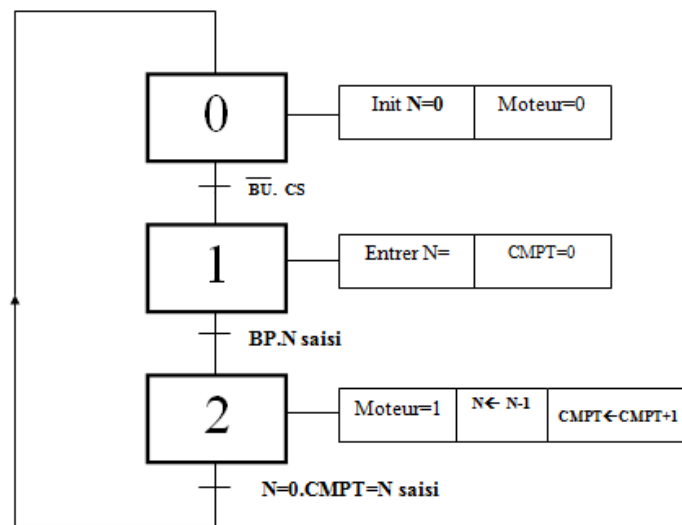 0
Init N=0
Moteur=0
B̅U̅. CS
1
Entrer N=
CMPT=0
BP.N saisi
2
Moteur=1
N← N-1
CMPT←CMPT+1
N=0.CMPT=N saisi